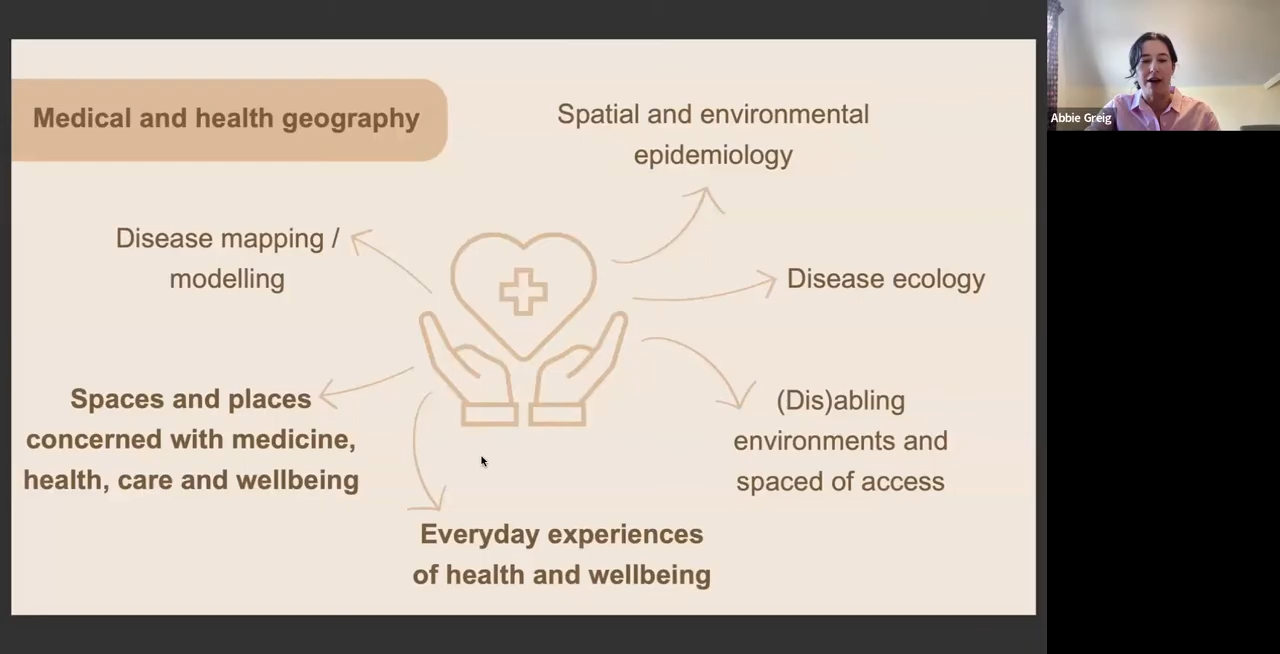 Medical and health geography
Spatial and environmental
epidemiology
Disease mapping /
modelling
Disease ecology
Spaces and places
concerned with medicine,
health, care and wellbeing
(Dis)abling
environments and
spaced of access
Everyday experiences
of health and wellbeing
Abbie Greig